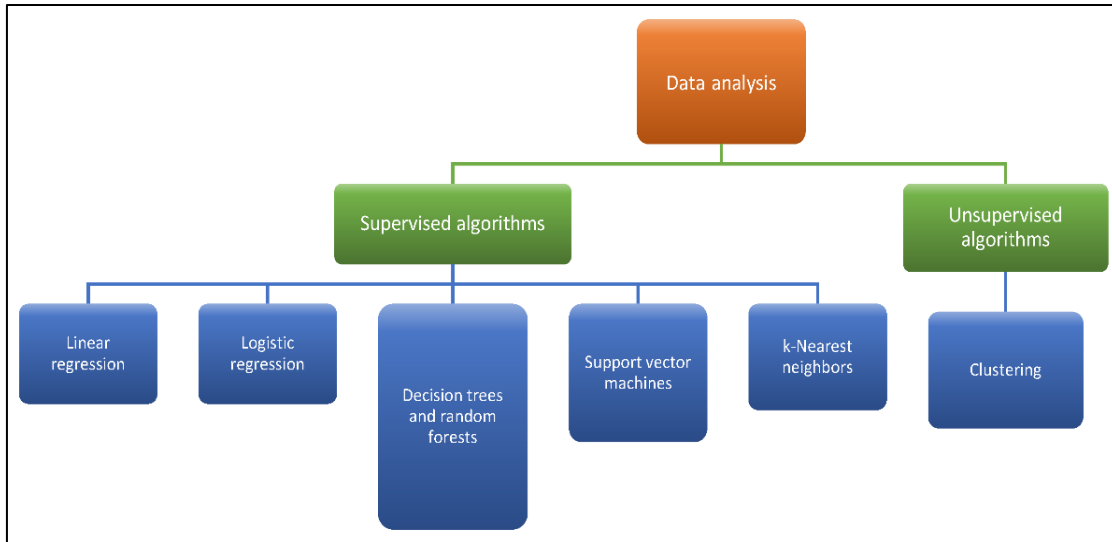 Data analysis
Supervised algorithms
Unsupervised
algorithms
Linear
regression
Logistic
regression
Decision trees
and random
forests
Support vector
machines
k-Nearest
neighbors
Clustering